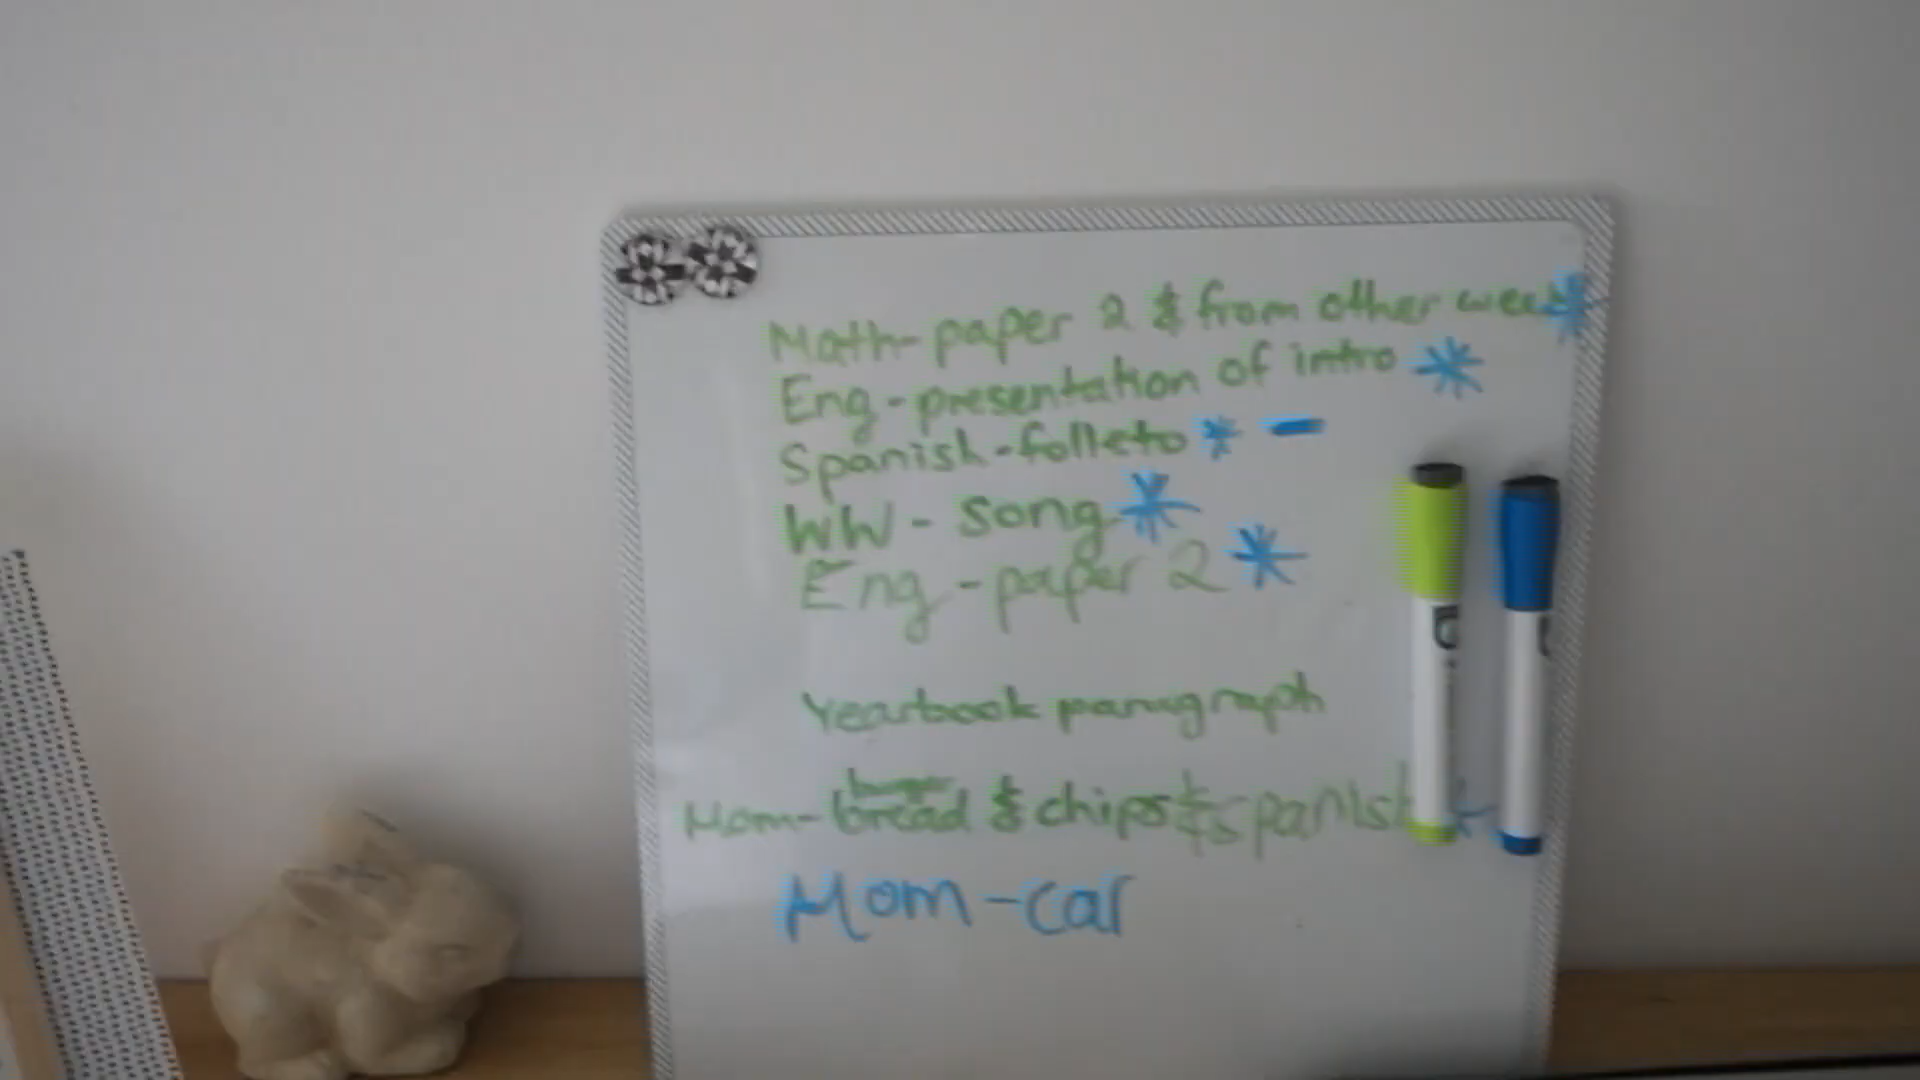 Math-paper 2 & from other week
Eng-presentation of intro
Spanish-folleto
WW - song
Eng-paper 2
Yearbook paragraph
burger
Mom-bread & chips & spanish
Mom-car